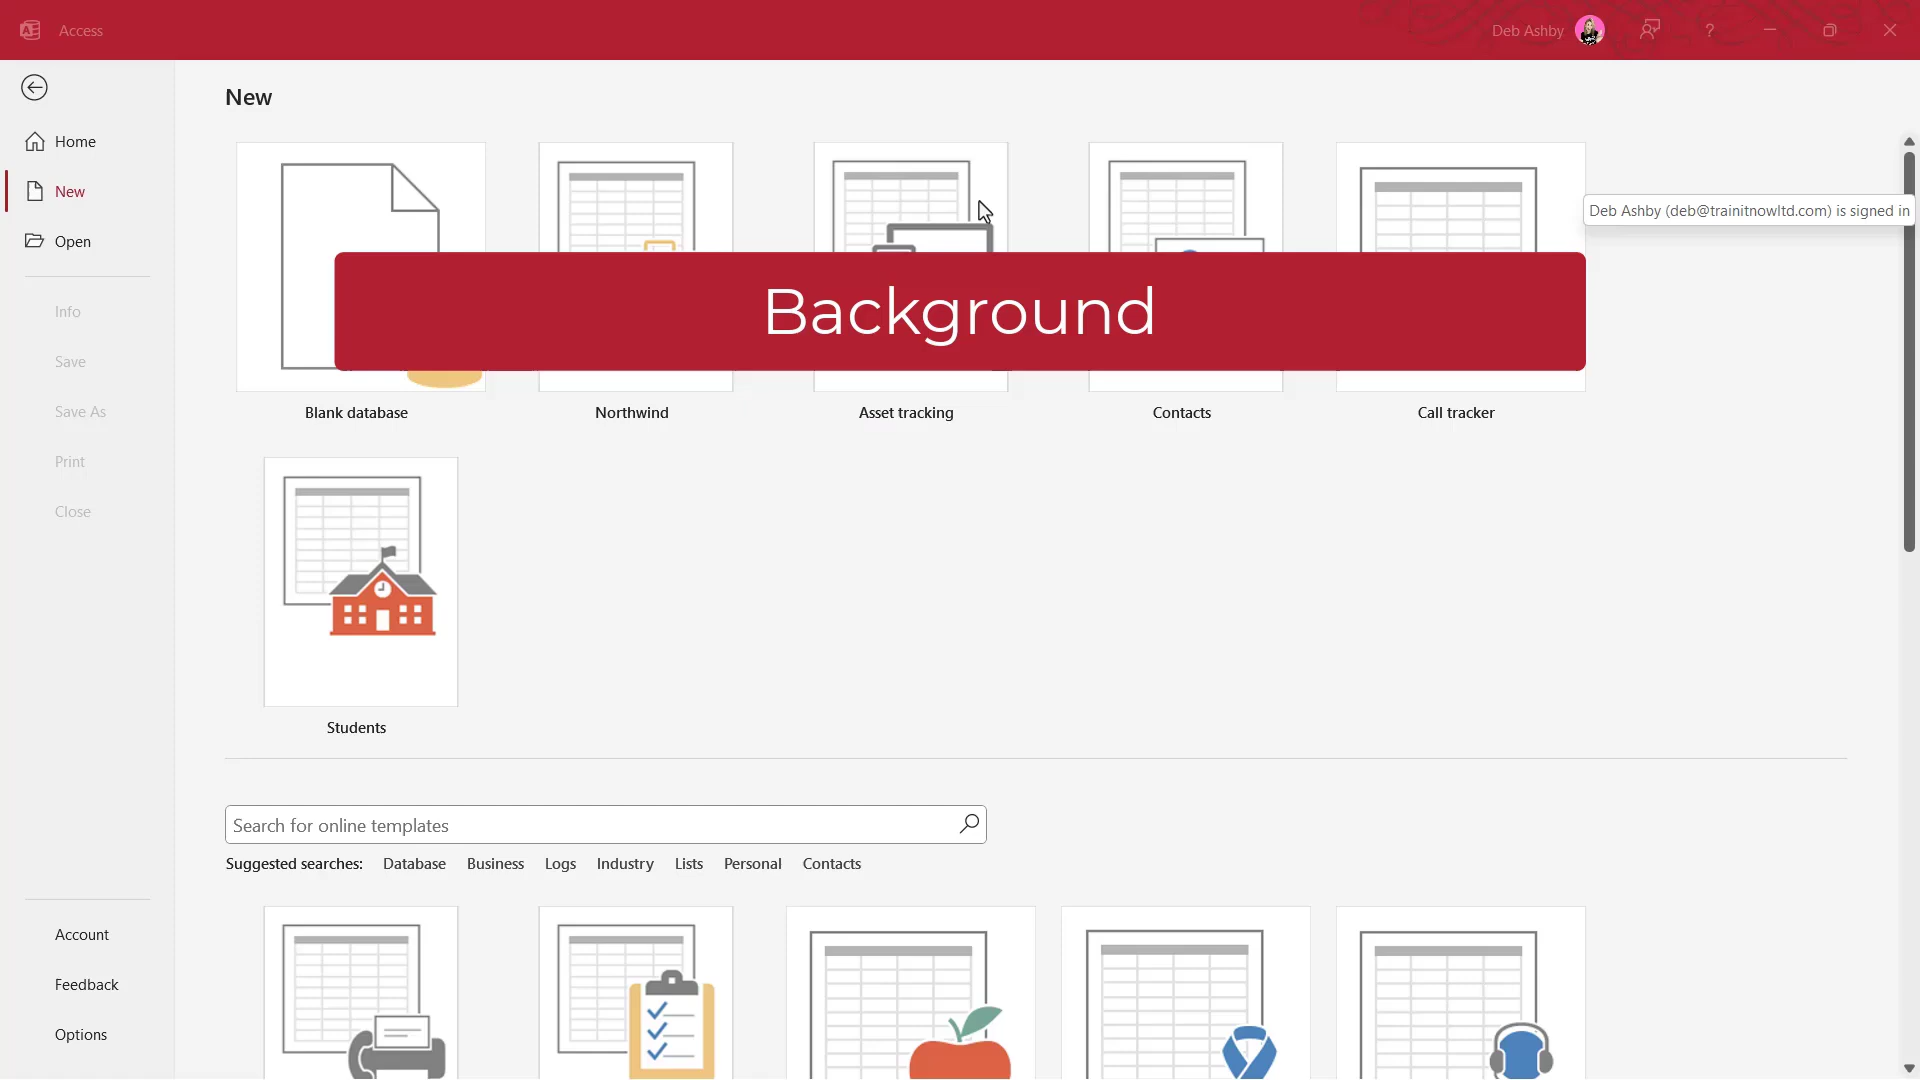 Access
Deb Ashby
?
New
Home
New
Open
Deb Ashby (deb@trainitnowltd.com) is signed in
Background
Info
Save
Save As
Print
Close
Blank database
Northwind
Asset tracking
Contacts
Call tracker
Students
Search for online templates
Suggested searches: Database Business Logs Industry Lists Personal Contacts
Account
Feedback
Options